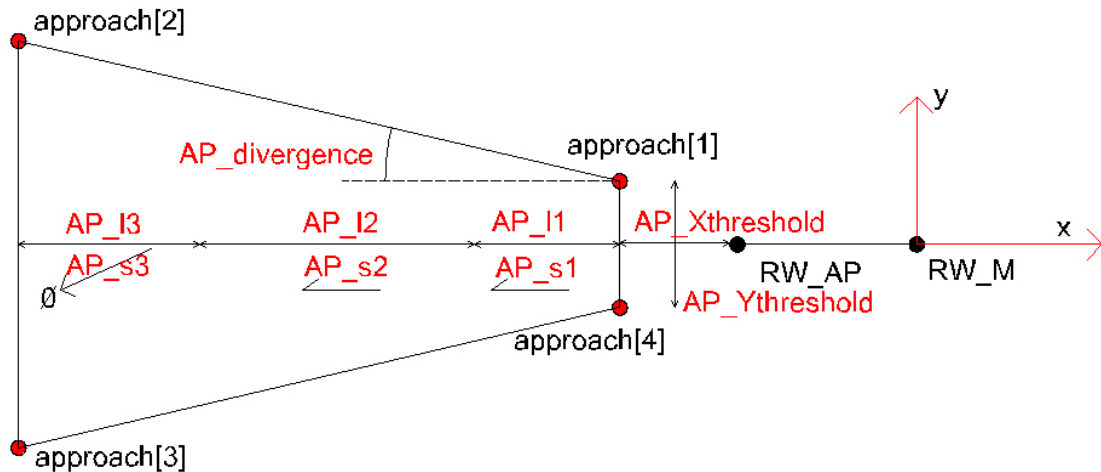 approach[2]
y
approach[1]
AP_divergence
AP_l3
AP_l2
AP_l1
AP_Xthreshold
x
AP_s3
AP_s2
AP_s1
RW_AP
RW_M
0
AP_Ythreshold
approach[4]
approach[3]